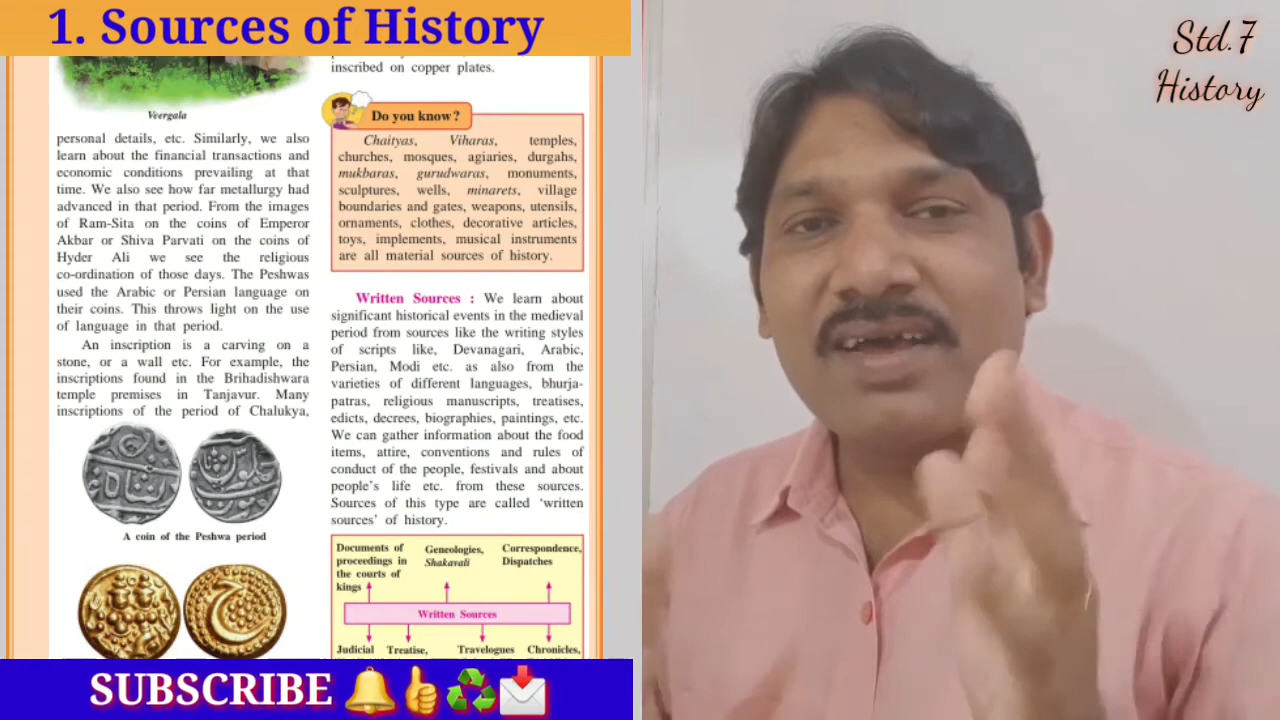 1. Sources of History
Std.7
History
inscribed on copper plates.
Veergala
personal details, etc. Similarly, we also
learn about the financial transactions and
economic conditions prevailing at that
time. We also see how far metallurgy had
advanced in that period. From the images
of Ram-Sita on the coins of Emperor
Akbar or Shiva Parvati on the coins of
Hyder Ali we see the religious
co-ordination of those days. The Peshwas
used the Arabic or Persian language on
their coins. This throws light on the use
of language in that period.
An inscription is a carving on a
stone, or a wall etc. For example, the
inscriptions found in the Brihadishwara
temple premises in Tanjavur. Many
inscriptions of the period of Chalukya,
A coin of the Peshwa period
Do you know?
Chaityas, Viharas, temples,
churches, mosques, agiaries, durgahs,
mukbaras, gurudwaras, monuments,
sculptures, wells, minarets, village
boundaries and gates, weapons, utensils,
ornaments, clothes, decorative articles,
toys, implements, musical instruments
are all material sources of history.
Written Sources : We learn about
significant historical events in the medieval
period from sources like the writing styles
of scripts like, Devanagari, Arabic,
Persian, Modi etc. as also from the
varieties of different languages, bhurja-
patras, religious manuscripts, treatises,
edicts, decrees, biographies, paintings, etc.
We can gather information about the food
items, attire, conventions and rules of
conduct of the people, festivals and about
people's life etc. from these sources.
Sources of this type are called 'written
sources' of history.
Documents of
proceedings in
the courts of
kings
Geneologies,
Shakavali
Correspondence,
Dispatches
Written Sources
Judicial Treatise, Travelogues Chronicles,
SUBSCRIBE